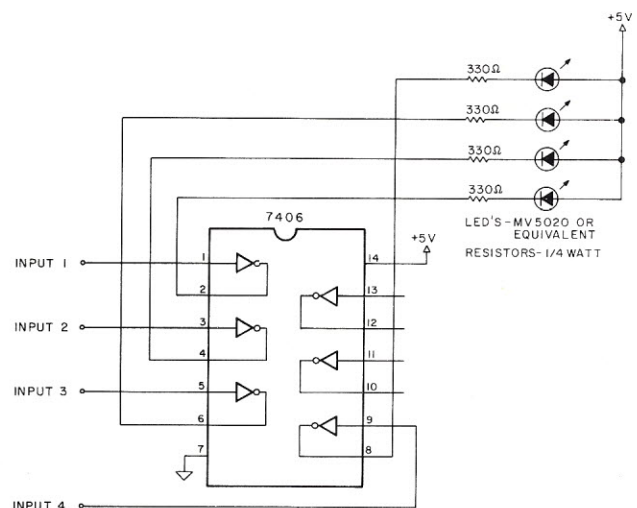 +5V
330Ω
330Ω
330Ω
330Ω
LED'S-MV5020 OR
EQUIVALENT
RESISTORS-1/4 WATT
7406
+5V
14
INPUT 1
1
2
13
12
INPUT 2
3
4
11
10
INPUT 3
5
6
9
8
7
INPUT 4